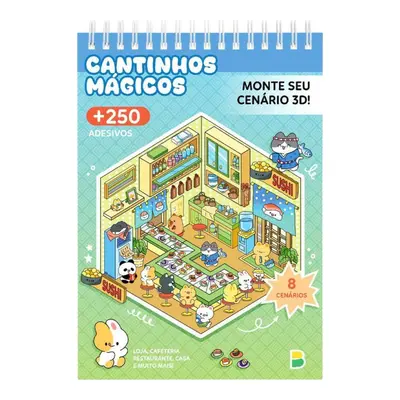 CANTINHOS
MÁGICOS
+250
ADESIVOS
MONTE SEU
CENÁRIO 3D!
SUSHI
SUSHI
8
CENÁRIOS
LOJA, CAFETERIA,
RESTAURANTE, CASA
E MUITO MAIS!
B